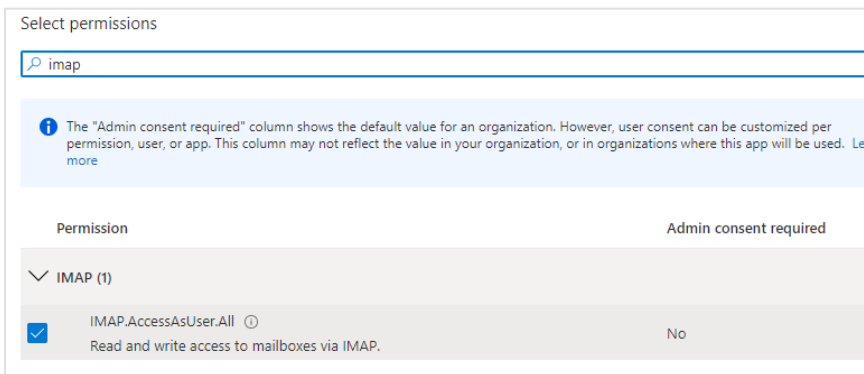 Select permissions
imap
The "Admin consent required" column shows the default value for an organization. However, user consent can be customized per
permission, user, or app. This column may not reflect the value in your organization, or in organizations where this app will be used. Le
more
Permission Admin consent required
IMAP (1)
IMAP.AccessAsUser.All
Read and write access to mailboxes via IMAP. No